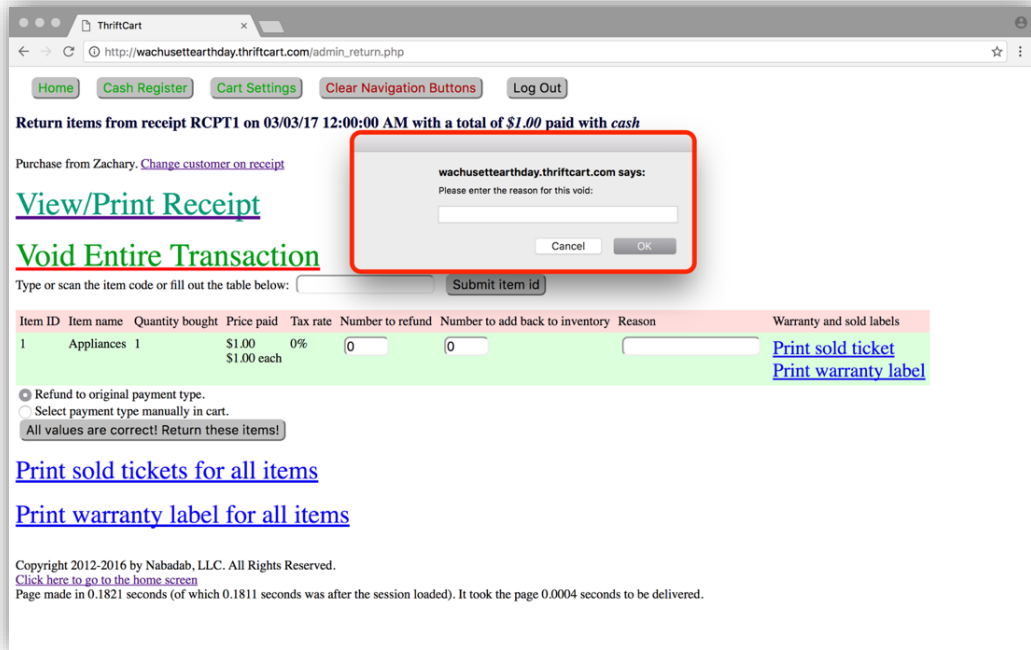 ThriftCart ×
http://wachusettearthday.thriftcart.com/admin_return.php
Home Cash Register Cart Settings Clear Navigation Buttons Log Out
Return items from receipt RCPT1 on 03/03/17 12:00:00 AM with a total of $1.00 paid with cash
Purchase from Zachary. Change customer on receipt
wachusettearthday.thriftcart.com says:
Please enter the reason for this void:
Cancel OK
View/Print Receipt
Void Entire Transaction
Type or scan the item code or fill out the table below: Submit item id
Item ID Item name Quantity bought Price paid Tax rate Number to refund Number to add back to inventory Reason Warranty and sold labels
1 Appliances 1 $1.00 0% 0 0 Print sold ticket
$1.00 each Print warranty label
Refund to original payment type.
Select payment type manually in cart.
All values are correct! Return these items!
Print sold tickets for all items
Print warranty label for all items
Copyright 2012-2016 by Nabadab, LLC. All Rights Reserved.
Click here to go to the home screen
Page made in 0.1821 seconds (of which 0.1811 seconds was after the session loaded). It took the page 0.0004 seconds to be delivered.